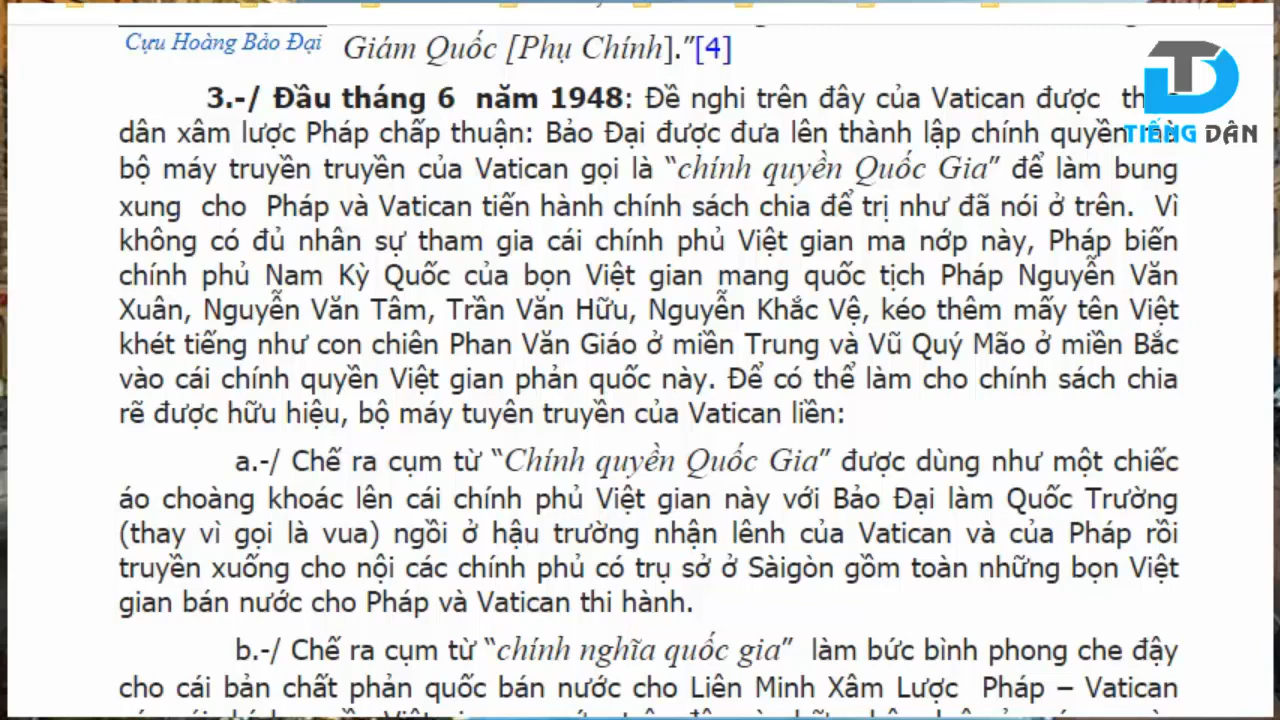 Cựu Hoàng Bảo Đại
Giám Quốc [Phụ Chính]."[4]
3.-/ Đầu tháng 6 năm 1948: Đề nghi trên đây của Vatican được
dân xâm lược Pháp chấp thuận: Bảo Đại được đưa lên thành lập chính quyền mà
TIẾNG DÂN
bộ máy truyền truyền của Vatican gọi là “chính quyền Quốc Gia” để làm bung
xung cho Pháp và Vatican tiến hành chính sách chia để trị như đã nói ở trên. Vì
không có đủ nhân sự tham gia cái chính phủ Việt gian ma nớp này, Pháp biến
chính phủ Nam Kỳ Quốc của bọn Việt gian mang quốc tịch Pháp Nguyễn Văn
Xuân, Nguyễn Văn Tâm, Trần Văn Hữu, Nguyễn Khắc Vệ, kéo thêm mấy tên Việt
khét tiếng như con chiên Phan Văn Giáo ở miền Trung và Vũ Quý Mão ở miền Bắc
vào cái chính quyền Việt gian phản quốc này. Để có thể làm cho chính sách chia
rẽ được hữu hiệu, bộ máy tuyên truyền của Vatican liền:
a.-/ Chế ra cụm từ “Chính quyền Quốc Gia” được dùng như một chiếc
áo choàng khoác lên cái chính phủ Việt gian này với Bảo Đại làm Quốc Trường
(thay vì gọi là vua) ngồi ở hậu trường nhận lênh của Vatican và của Pháp rồi
truyền xuống cho nội các chính phủ có trụ sở ở Sàigòn gồm toàn những bọn Việt
gian bán nước cho Pháp và Vatican thi hành.
b.-/ Chế ra cụm từ “chính nghĩa quốc gia” làm bức bình phong che đậy
cho cái bản chất phản quốc bán nước cho Liên Minh Xâm Lược Pháp – Vatican